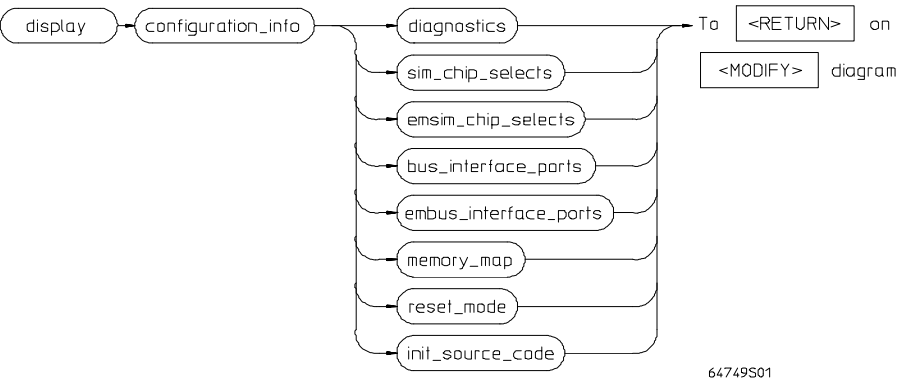 display configuration_info diagnostics To <RETURN> on
sim_chip_selects <MODIFY> diagram
emsim_chip_selects
bus_interface_ports
embus_interface_ports
memory_map
reset_mode
init_source_code
64749S01